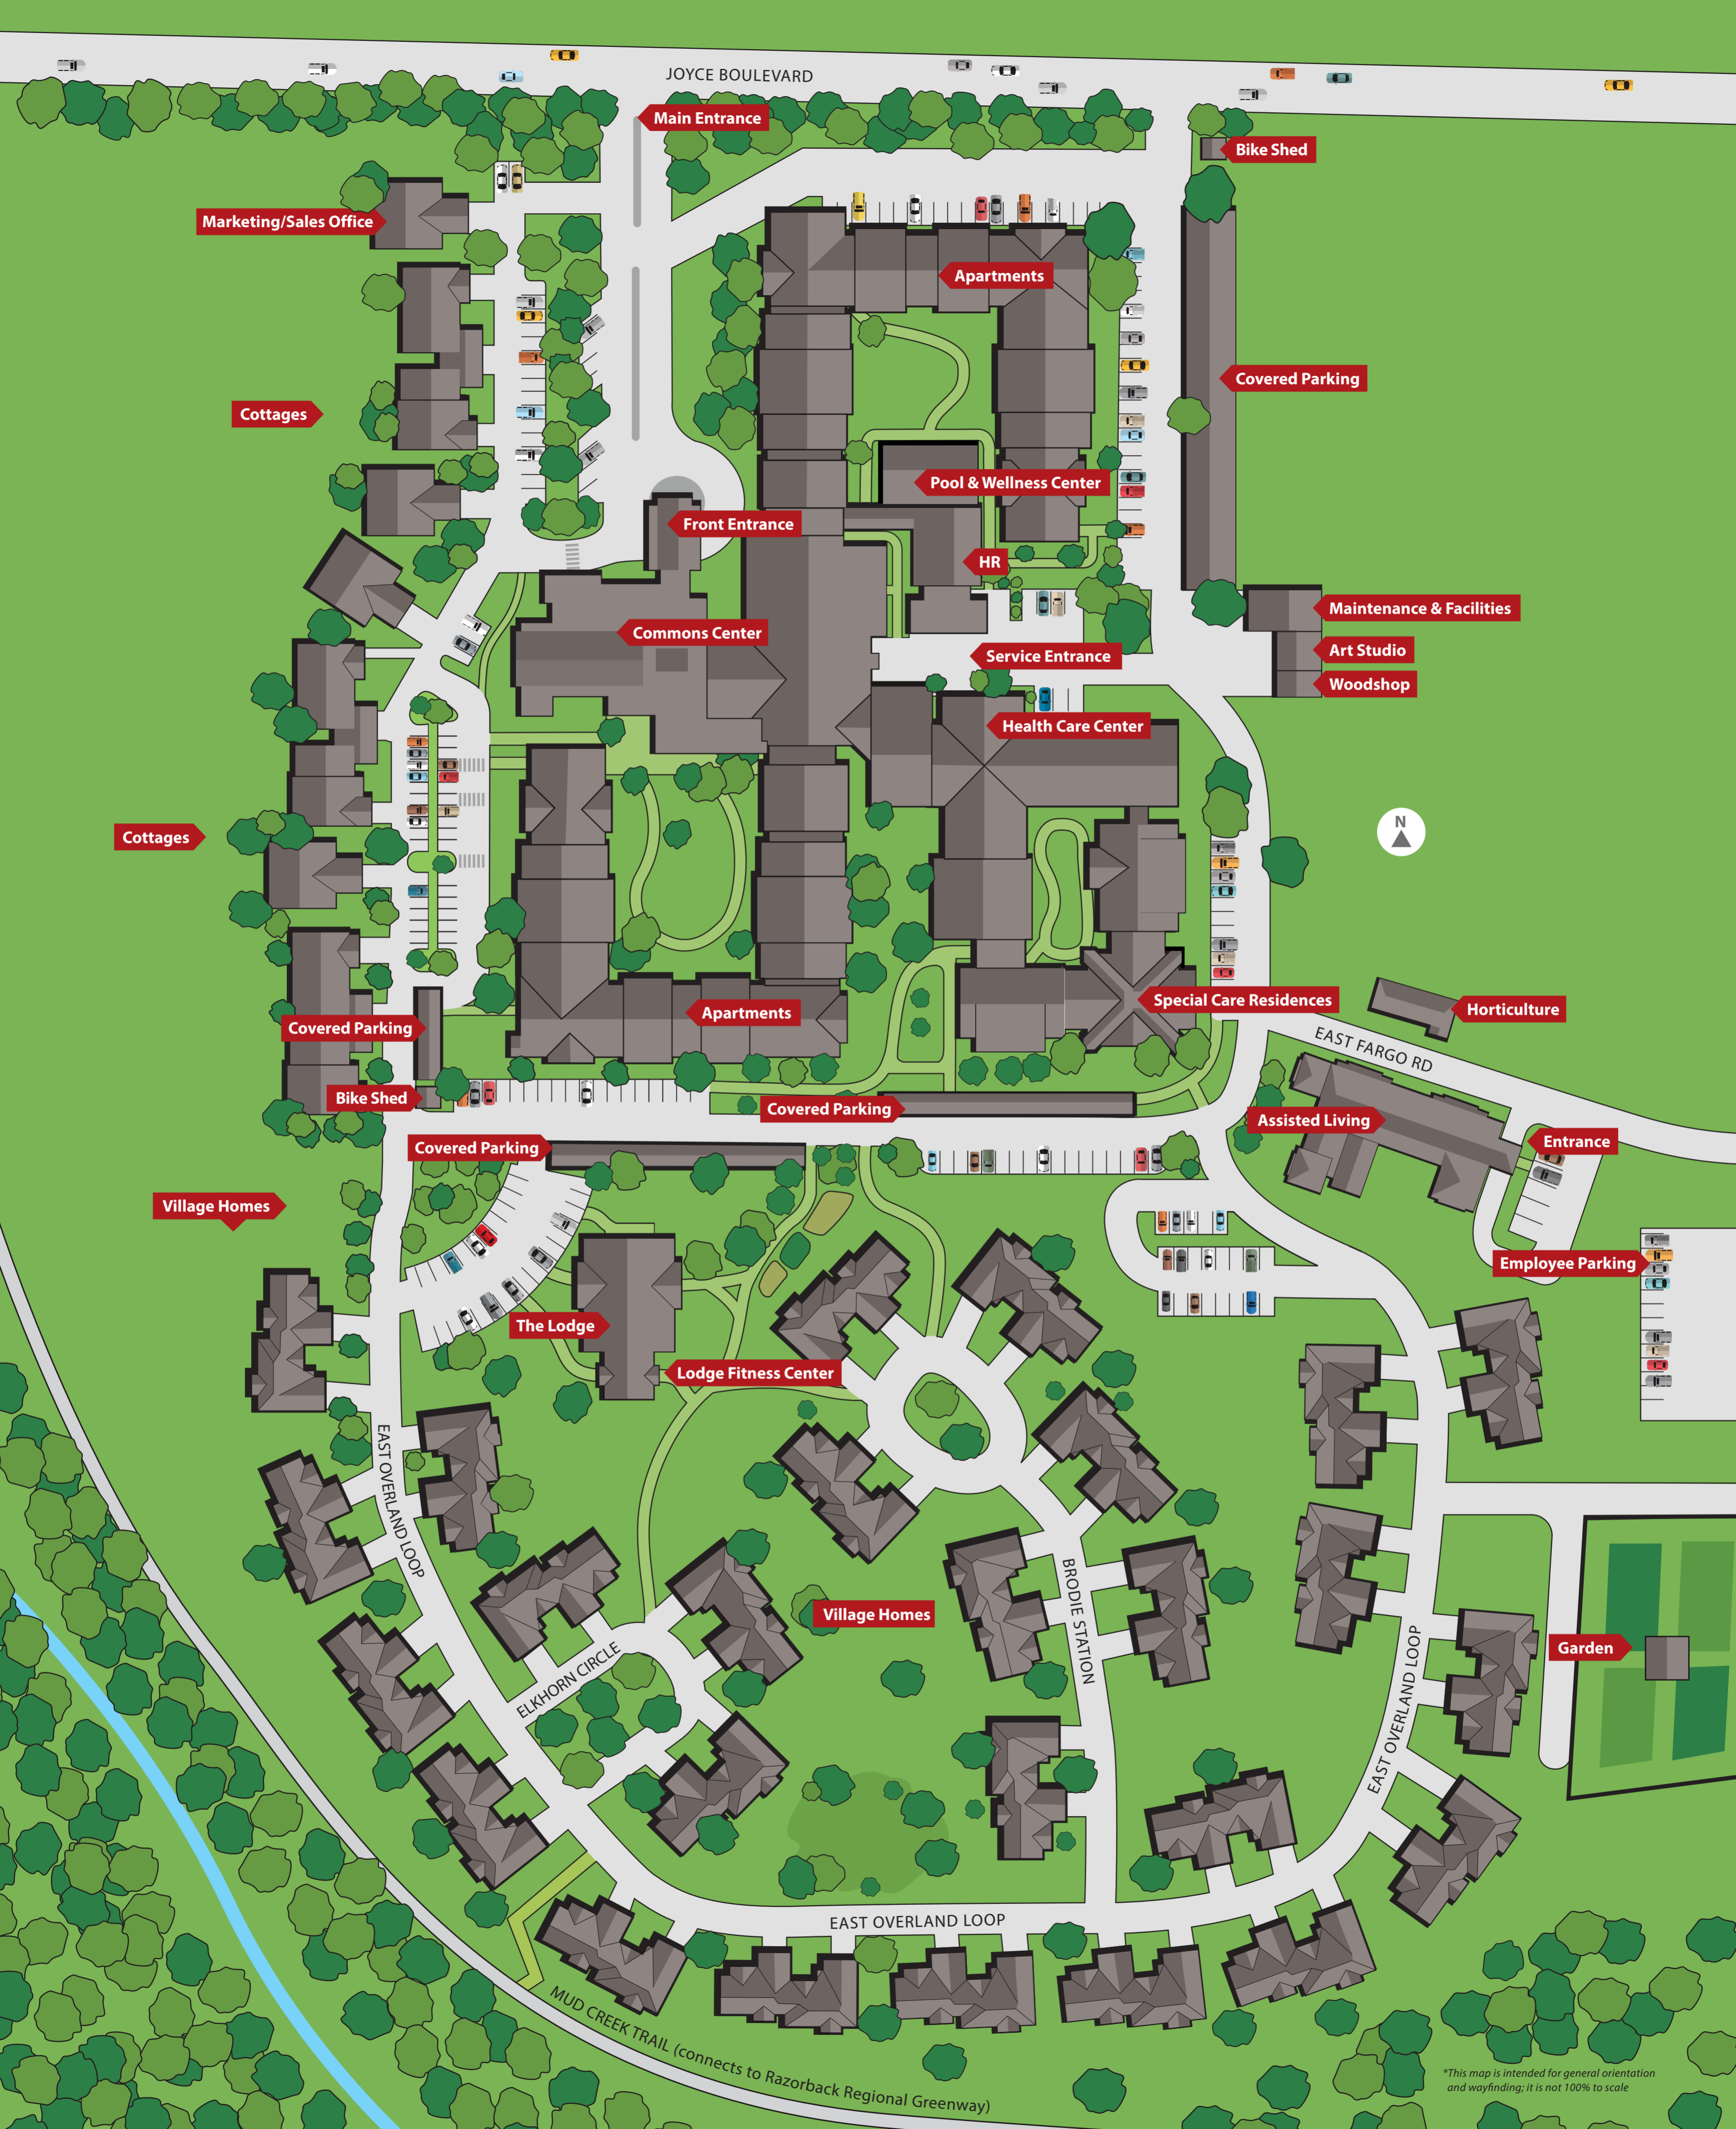 JOYCE BOULEVARD
Main Entrance
Bike Shed
Marketing/Sales Office
Apartments
Covered Parking
Cottages
Pool & Wellness Center
Front Entrance
HR
Maintenance & Facilities
Commons Center
Art Studio
Service Entrance
Woodshop
Health Care Center
N
Cottages
Special Care Residences
Horticulture
Apartments
Covered Parking
EAST FARGO RD
Bike Shed
Covered Parking
Assisted Living
Entrance
Covered Parking
Village Homes
Employee Parking
The Lodge
Lodge Fitness Center
EAST OVERLAND LOOP
BRODIE STATION
Village Homes
Garden
ELKHORN CIRCLE
EAST OVERLAND LOOP
EAST OVERLAND LOOP
MUD CREEK TRAIL (connects to Razorback Regional Greenway)
*This map is intended for general orientation
and wayfinding; it is not 100% to scale